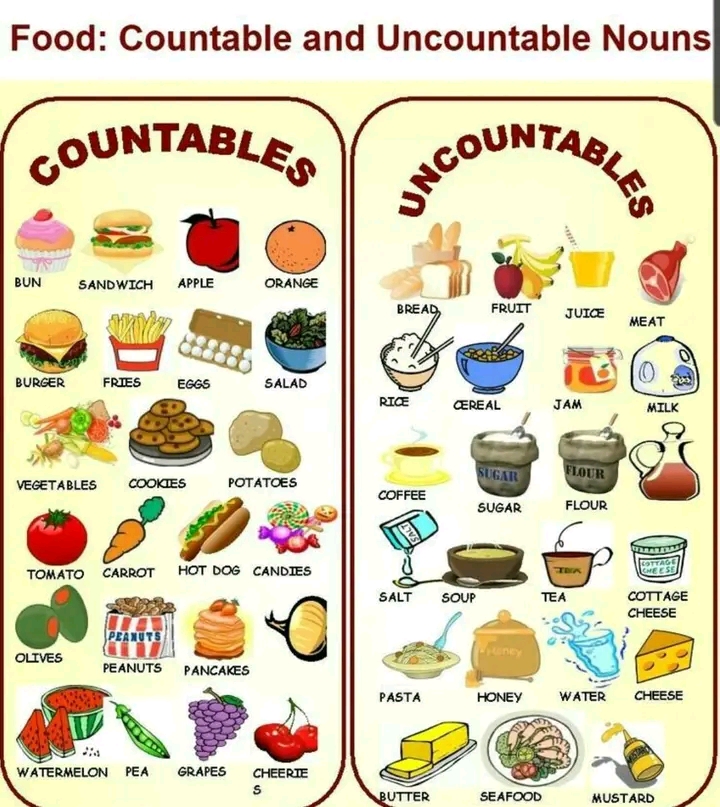 Food: Countable and Uncountable Nouns
COUNTABLES
BUN SANDWICH APPLE ORANGE
BURGER FRIES EGGS SALAD
VEGETABLES COOKIES POTATOES
TOMATO CARROT HOT DOG CANDIES
OLIVES PEANUTS PEANUTS PANCAKES
WATERMELON PEA GRAPES CHEERIE
S
UNCOUNTABLES
BREAD FRUIT JUICE MEAT
RICE CEREAL JAM MILK
COFFEE SUGAR SUGAR FLOUR FLOUR
SALT SALT SOUP TEA TEA COTTAGE
CHEESE COTTAGE
CHEESE
PASTA Honey HONEY WATER CHEESE
BUTTER SEAFOOD MUSTARD MUSTARD